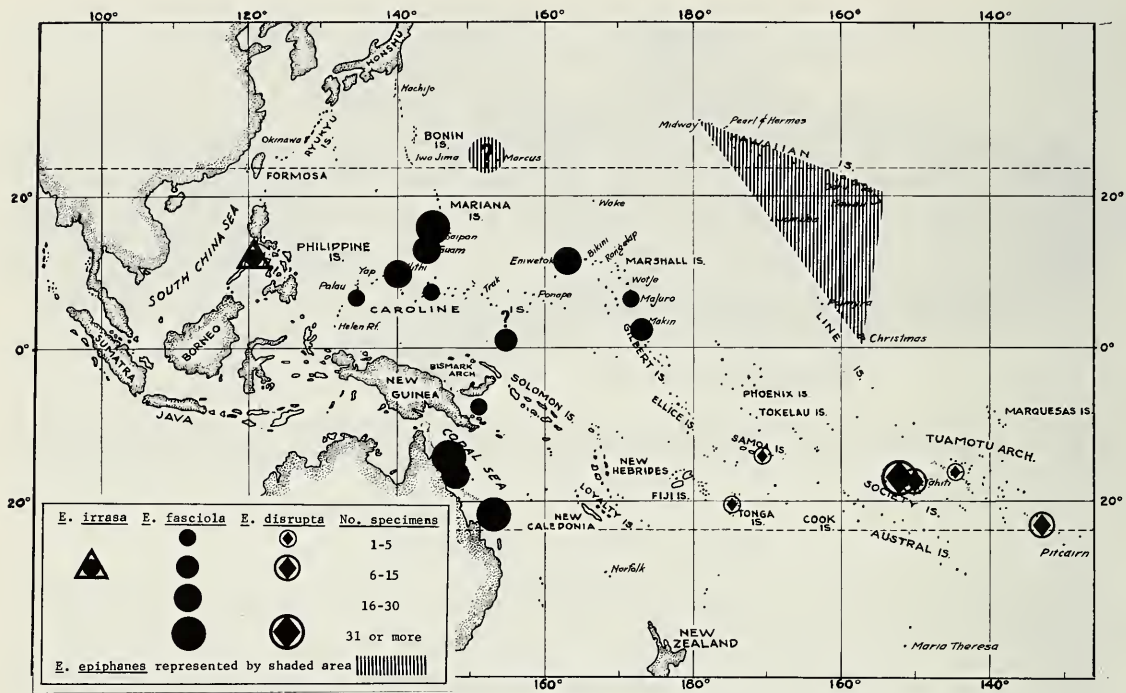 100° 120° 140° 160° 180° 160° 140°
HONSHU
Hachijo
RYUKYU IS.
Okinawa
BONIN IS.
Iwo Jima
?
Marcus
FORMOSA
Midway
Pearl & Hermes
HAWAIIAN IS.
20° 20°
SOUTH CHINA SEA
PHILIPPINE IS.
MARIANA IS.
Saipan
Guam
Wake
Yap
Palau
Truk
Ponape
CAROLINE IS.
?
Helen Rf.
Eniwetok
Bikini
Rongelap
MARSHALL IS.
Wotje
Majuro
Makin
Palmyra
LINE IS.
Christmas
0° 0°
SUMATRA
BORNEO
JAVA
NEW GUINEA
BISMARK ARCH
SOLOMON IS.
GILBERT IS.
ELLICE IS.
PHOENIX IS
TOKELAU IS.
MARQUESAS IS.
CORAL SEA
NEW HEBRIDES
SAMOA IS.
TUAMOTU ARCH.
Tahiti
SOCIETY IS.
20° 20°
LOYALTY IS.
NEW CALEDONIA
FIJI IS.
TONGA IS.
COOK IS.
AUSTRAL IS.
Pitcairn
Norfolk
NEW ZEALAND
Maria Theresa
E. irrasa E. fasciola E. disrupta No. specimens
1-5
6-15
16-30
31 or more
E. epiphanes represented by shaded area
160° 180° 160° 140°